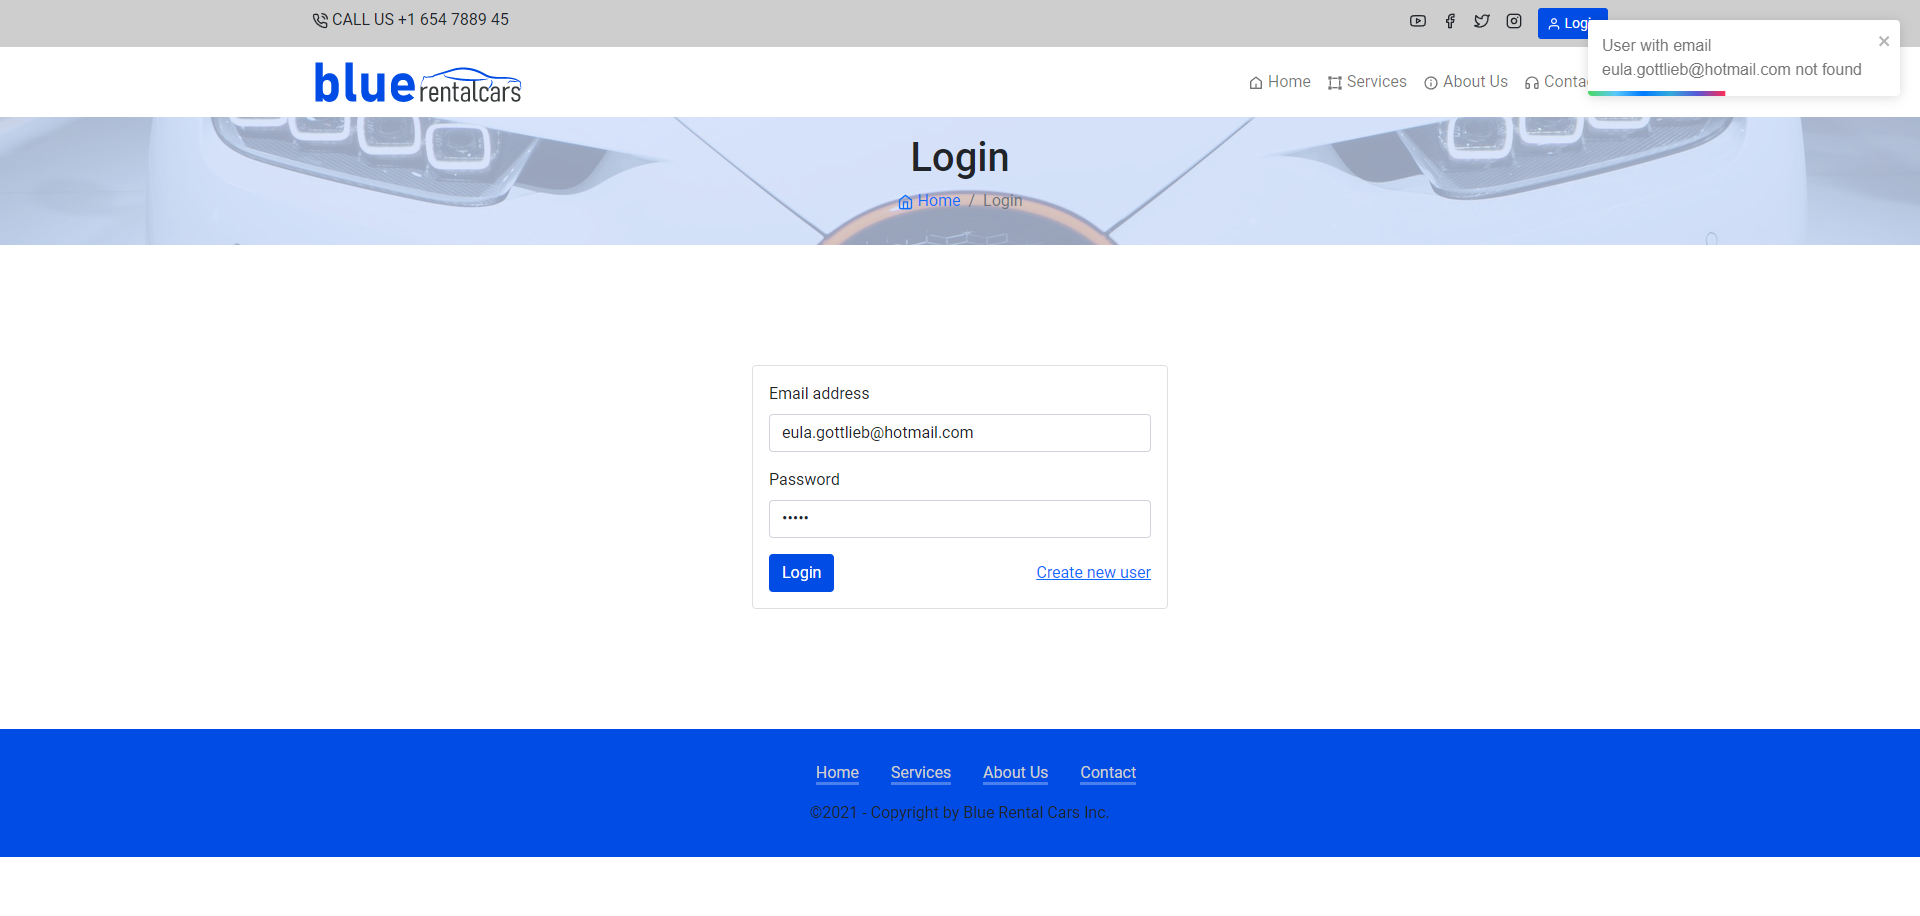 CALL US +1 654 7889 45
Login
User with email
eula.gottlieb@hotmail.com not found
blue rentalcars
Home
Services
About Us
Login
Home / Login
Email address
eula.gottlieb@hotmail.com
Password
•••••
Login
Create new user
Home
Services
About Us
Contact
©2021 - Copyright by Blue Rental Cars Inc.